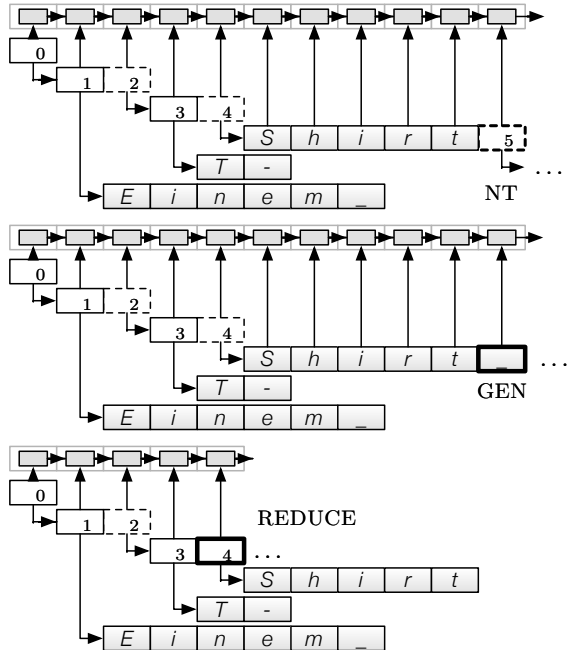 0
1 2
3 4
S h i r t 5
T -
...
E i n e m _
NT
0
1 2
3 4
S h i r t _ ...
T -
GEN
E i n e m _
0
1 2
REDUCE
3 4 ...
S h i r t
T -
E i n e m _